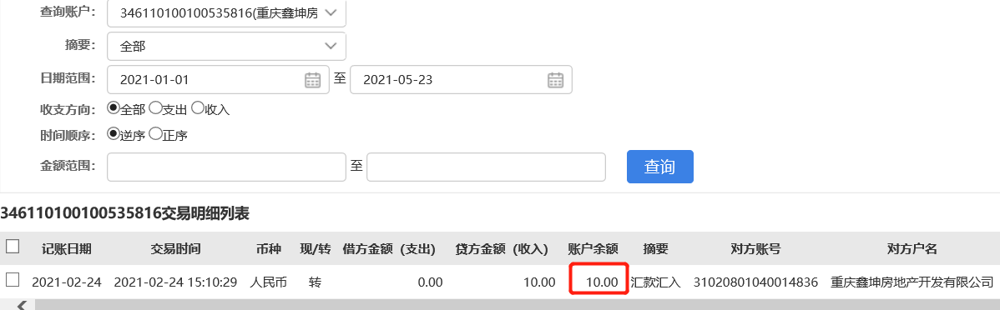 查询账户： 346110100100535816(重庆鑫坤房
摘要： 全部
日期范围： 2021-01-01 至 2021-05-23
收支方向： 全部 支出 收入
时间顺序： 逆序 正序
金额范围： 至 查询
346110100100535816交易明细列表
记账日期 交易时间 币种 现/转 借方金额（支出） 贷方金额（收入） 账户余额 摘要 对方账号 对方户名
2021-02-24 2021-02-24 15:10:29 人民币 转 0.00 10.00 10.00 汇款汇入 31020801040014836 重庆鑫坤房地产开发有限公司